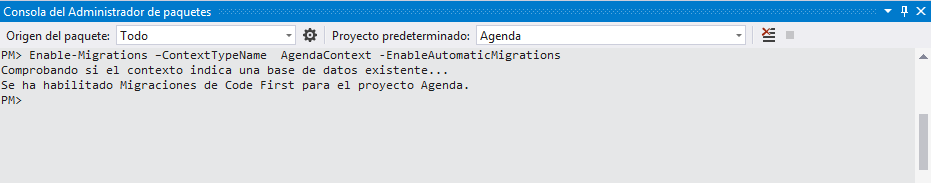 Consola del Administrador de paquetes
Origen del paquete: Todo Proyecto predeterminado: Agenda
PM> Enable-Migrations –ContextTypeName  AgendaContext -EnableAutomaticMigrations
Comprobando si el contexto indica una base de datos existente...
Se ha habilitado Migraciones de Code First para el proyecto Agenda.
PM>